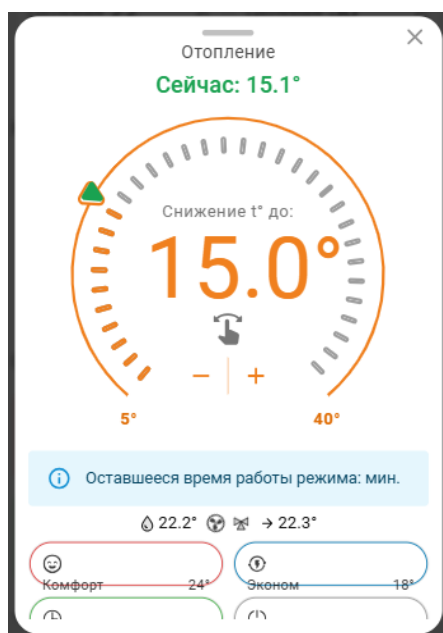 Отопление
Сейчас: 15.1°
Снижение t° до:
15.0°
− +
5° 40°
Оставшееся время работы режима: мин.
22.2° → 22.3°
Комфорт 24° Эконом 18°